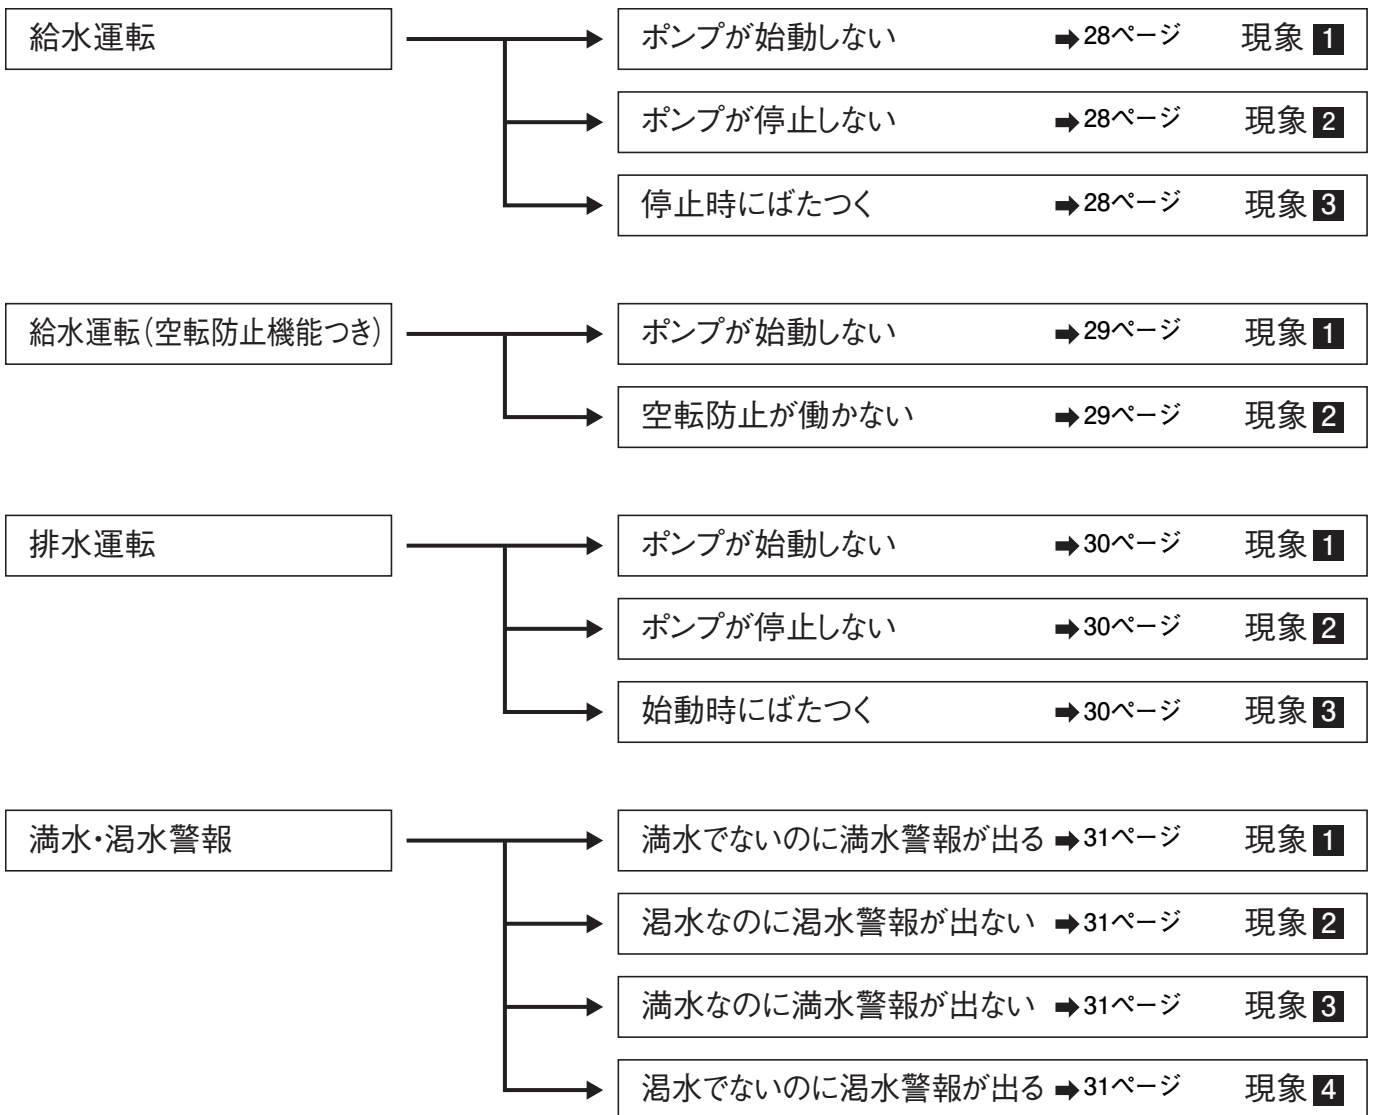 給水運転
ポンプが始動しない ➡28ページ 現象 1
ポンプが停止しない ➡28ページ 現象 2
停止時にばたつく ➡28ページ 現象 3
給水運転(空転防止機能つき)
ポンプが始動しない ➡29ページ 現象 1
空転防止が働かない ➡29ページ 現象 2
排水運転
ポンプが始動しない ➡30ページ 現象 1
ポンプが停止しない ➡30ページ 現象 2
始動時にばたつく ➡30ページ 現象 3
満水・渇水警報
満水でないのに満水警報が出る ➡31ページ 現象 1
渇水なのに渇水警報が出ない ➡31ページ 現象 2
満水なのに満水警報が出ない ➡31ページ 現象 3
渇水でないのに渇水警報が出る ➡31ページ 現象 4